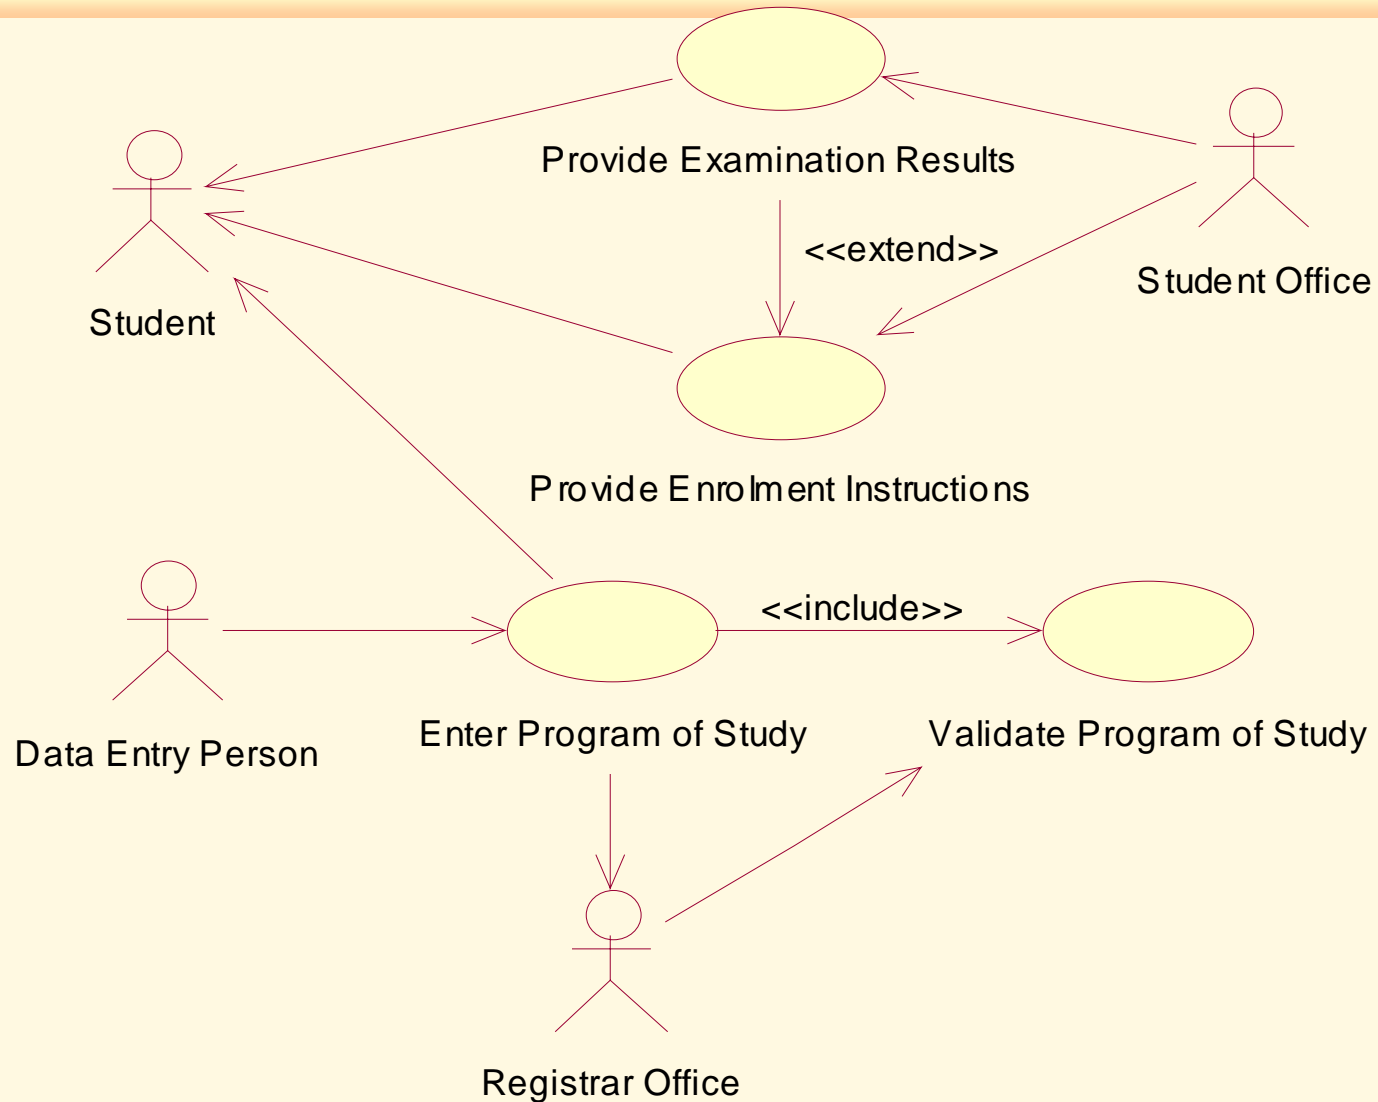 Provide Examination Results
<<extend>>
Student Office
Student
Provide Enrolment Instructions
<<include>>
Enter Program of Study
Validate Program of Study
Data Entry Person
Registrar Office